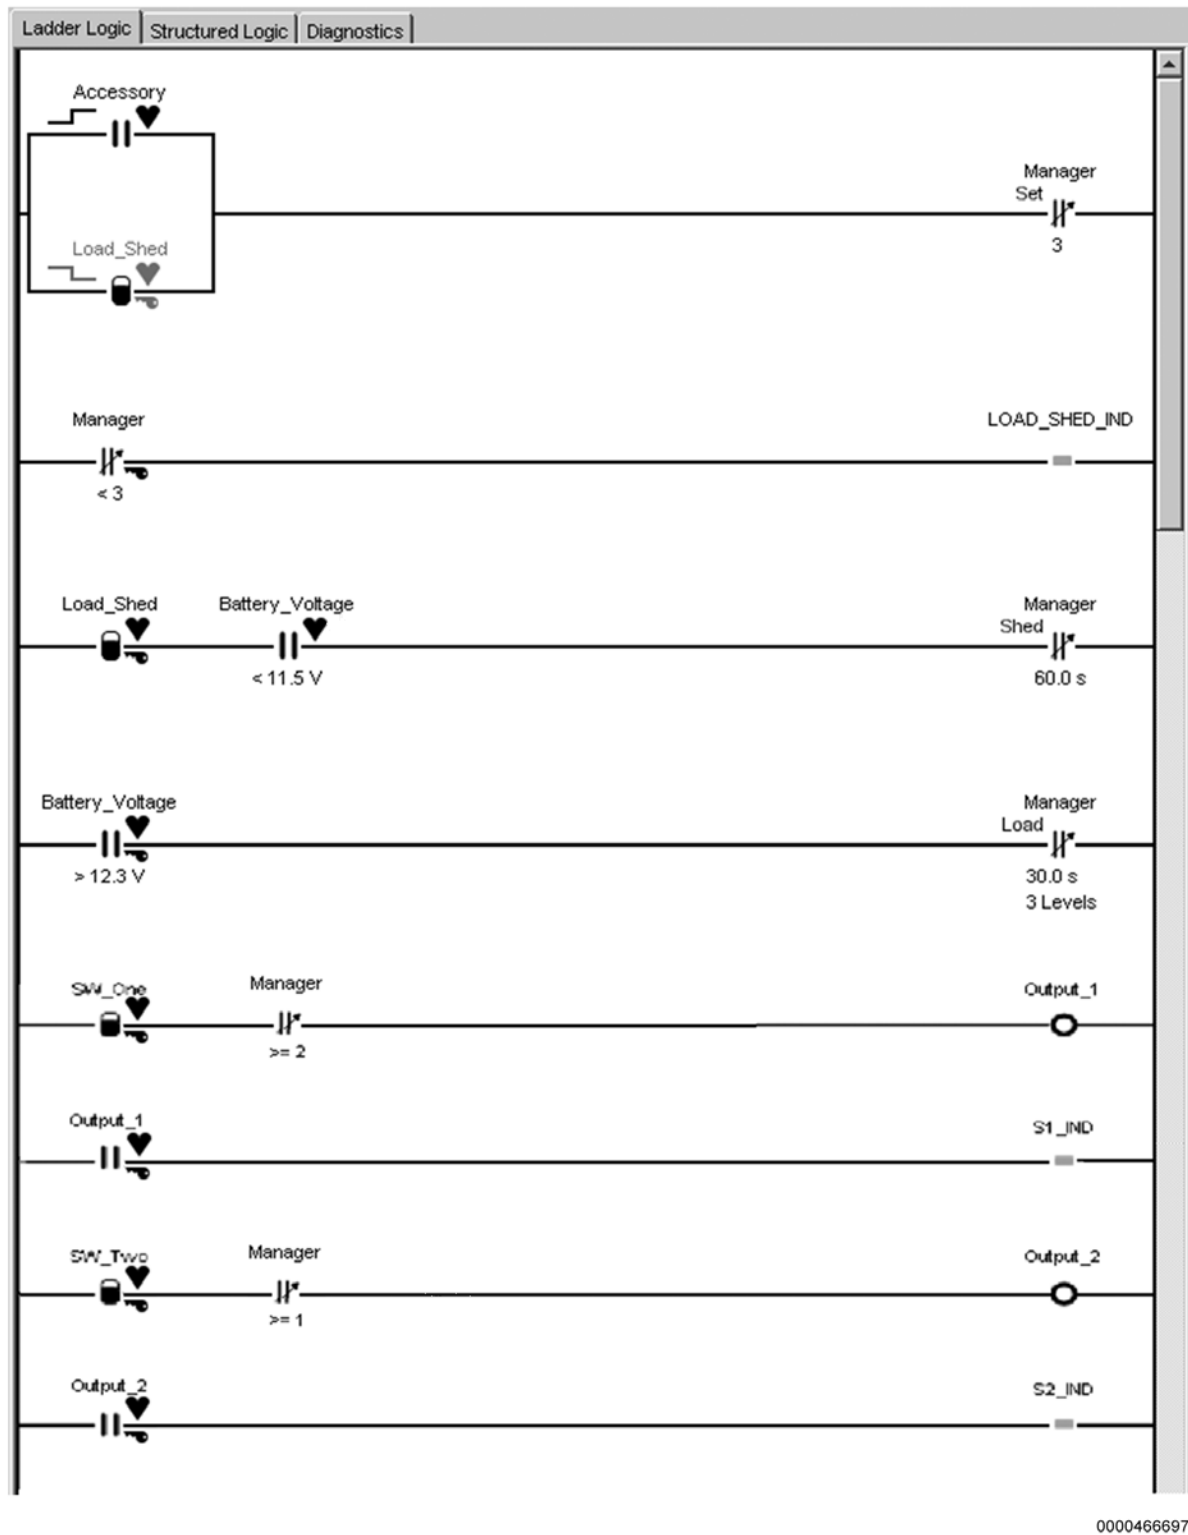 Ladder Logic Structured Logic Diagnostics
Accessory
Manager
Set
3
Load_Shed
Manager
LOAD_SHED_IND
< 3
Load_Shed Battery_Voltage
Manager
Shed
< 11.5 V
60.0 s
Battery_Voltage
Manager
Load
> 12.3 V
30.0 s
3 Levels
SW_One
Manager
Output_1
>= 2
Output_1
S1_IND
SW_Two
Manager
Output_2
>= 1
Output_2
S2_IND
0000466697